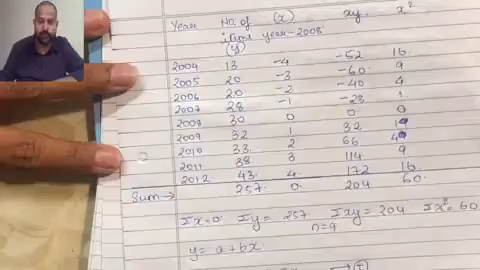 Year No. of (x) xy. x²
items year-2008
(y)
2004 13 -4 -52 16
2005 20 -3 -60 9
2006 20 -2 -40 4
2007 28 -1 -28 1
2008 30 0 0 0
2009 32 1 32 1
2010 33 2 66 4
2011 38 3 114 9
2012 43 4 172 16
Sum → 257 0 204 60
Σx=0 Σy = 257 Σxy = 204 Σx² = 60
n=9
y = a+bx